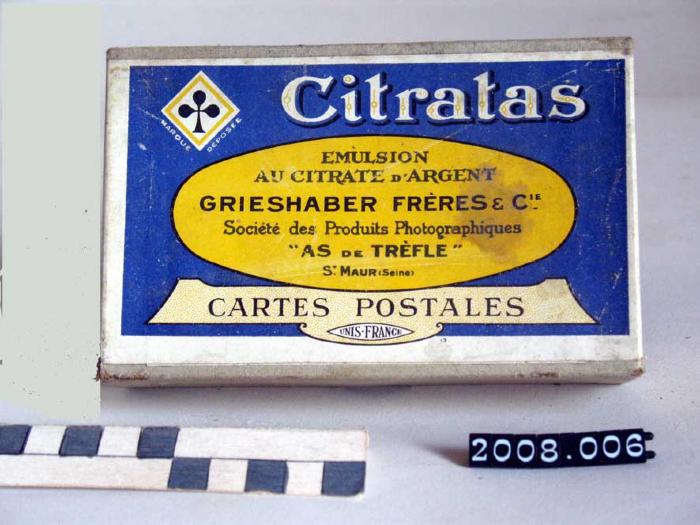 Citratas
MARQUE DÉPOSÉE
EMULSION
AU CITRATE D'ARGENT
GRIESHABER FRÈRES & CIE
Société des Produits Photographiques
"AS DE TRÈFLE"
ST MAUR (Seine)
CARTES POSTALES
UNIS-FRANCE
13
2008.006